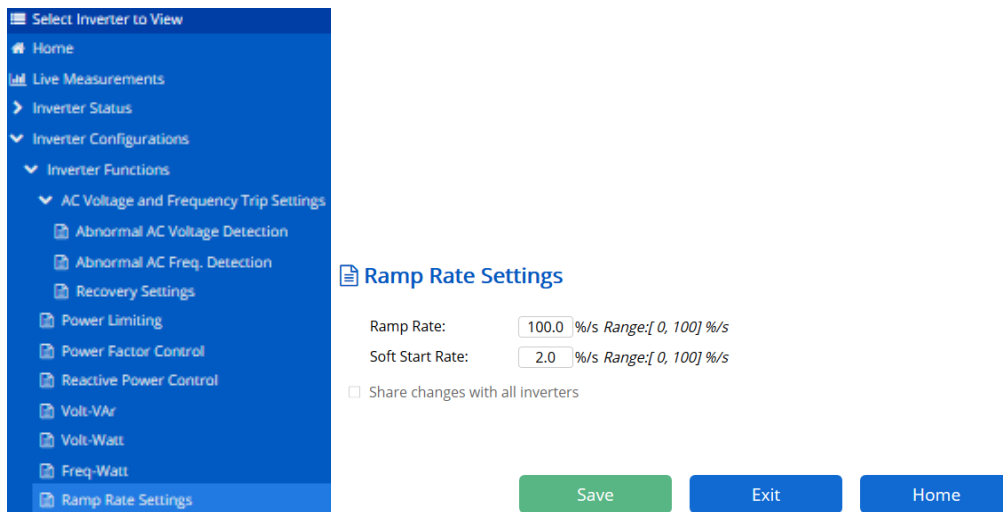 Select Inverter to View
Home
Live Measurements
Inverter Status
Inverter Configurations
Inverter Functions
AC Voltage and Frequency Trip Settings
Abnormal AC Voltage Detection
Abnormal AC Freq. Detection
Recovery Settings
Power Limiting
Power Factor Control
Reactive Power Control
Volt-VAr
Volt-Watt
Freq-Watt
Ramp Rate Settings
Ramp Rate Settings
Ramp Rate: 100.0 %/s Range:[ 0, 100] %/s
Soft Start Rate: 2.0 %/s Range:[ 0, 100] %/s
Share changes with all inverters
Save Exit Home